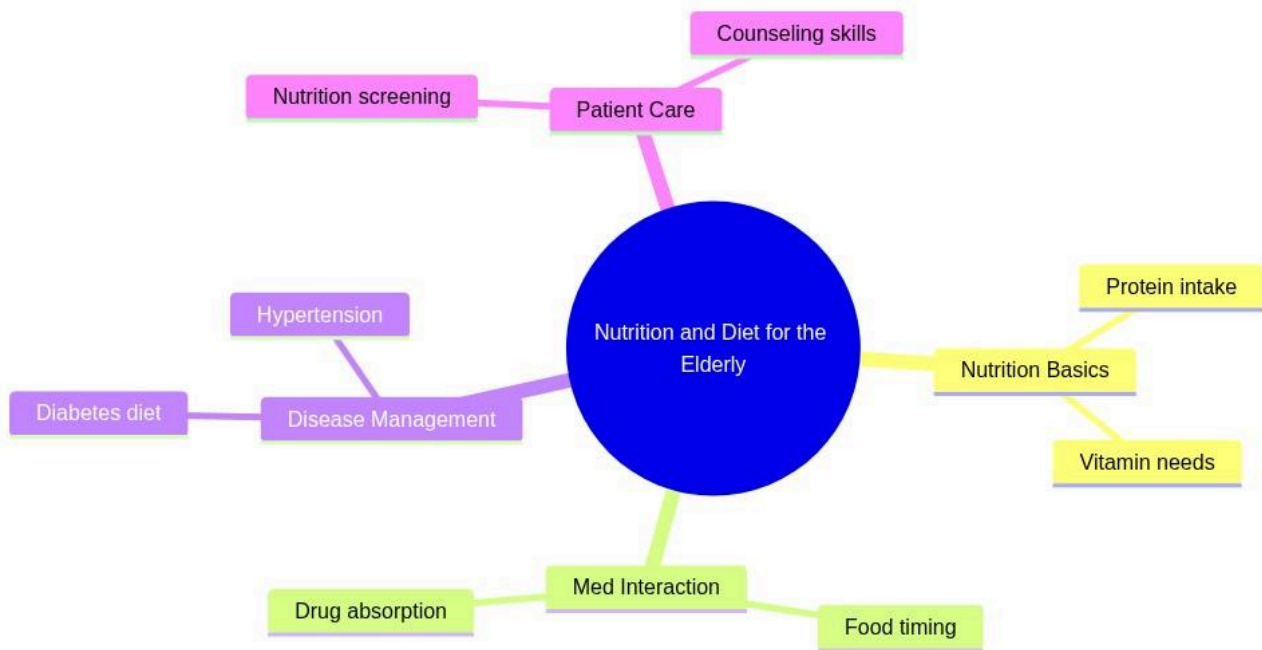 Counseling skills
Nutrition screening
Patient Care
Protein intake
Hypertension
Nutrition and Diet for the
Elderly
Nutrition Basics
Diabetes diet
Disease Management
Vitamin needs
Med Interaction
Drug absorption
Food timing